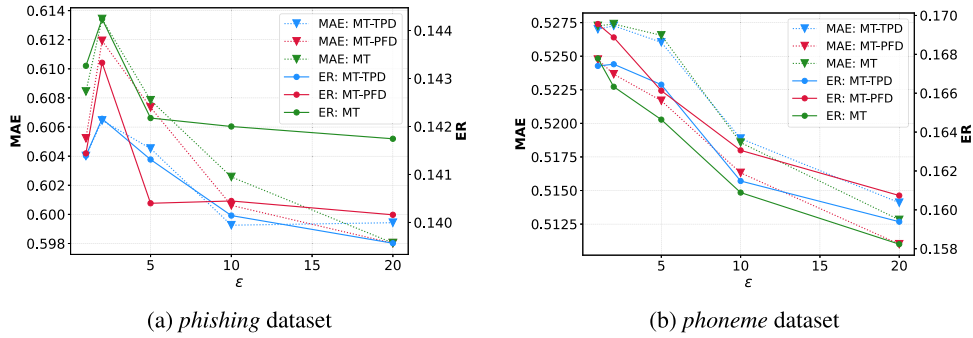 0.614
0.612
0.610
0.608
0.606
0.604
0.602
0.600
0.598
MAE
0.144
0.143
0.142
0.141
0.140
ER
5
10
15
20
ε
MAE: MT-TPD
MAE: MT-PFD
MAE: MT
ER: MT-TPD
ER: MT-PFD
ER: MT
(a) phishing dataset
0.5275
0.5250
0.5225
0.5200
0.5175
0.5150
0.5125
MAE
0.170
0.168
0.166
0.164
0.162
0.160
0.158
ER
5
10
15
20
ε
MAE: MT-TPD
MAE: MT-PFD
MAE: MT
ER: MT-TPD
ER: MT-PFD
ER: MT
(b) phoneme dataset